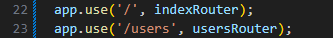 22 app.use('/', indexRouter);
23 app.use('/users', usersRouter);